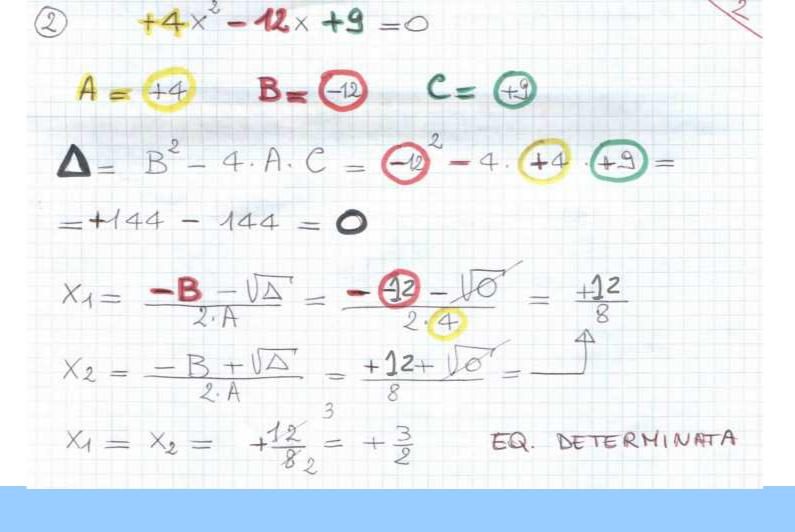 ② +4x² - 12x +9 = 0
2
A = +4 B = -12 C = +9
Δ = B² - 4·A·C = -12² - 4· +4 · +9 =
= +144 - 144 = 0
X₁ = (-B - √Δ)/(2·A) = (- -12 - √0)/(2·4) = +12/8
X₂ = (-B + √Δ)/(2·A) = (+12 + √0)/8 = ↑
X₁ = X₂ = +12/8 3 2 = + 3/2 EQ. DETERMINATA